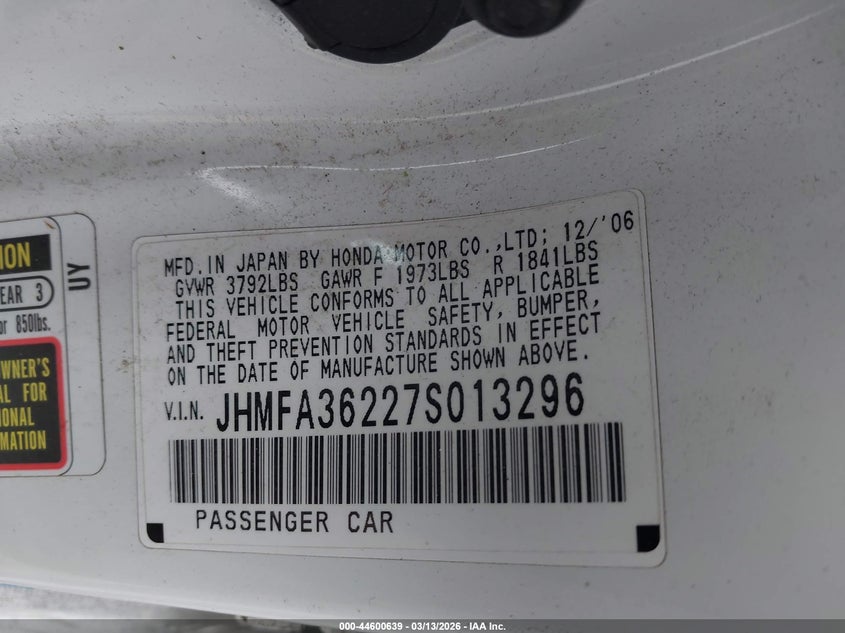 MFD.IN JAPAN BY HONDA MOTOR CO.,LTD; 12/'06
GVWR 3792LBS GAWR F 1973LBS R 1841LBS
THIS VEHICLE CONFORMS TO ALL APPLICABLE
FEDERAL MOTOR VEHICLE SAFETY, BUMPER,
AND THEFT PREVENTION STANDARDS IN EFFECT
ON THE DATE OF MANUFACTURE SHOWN ABOVE.
V.I.N. JHMFA36227S013296
PASSENGER CAR
ION
EAR 3
or 850lbs.
WNER'S
AL FOR
IONAL
MATION
UY
000-44600639 - 03/13/2026 - IAA Inc.